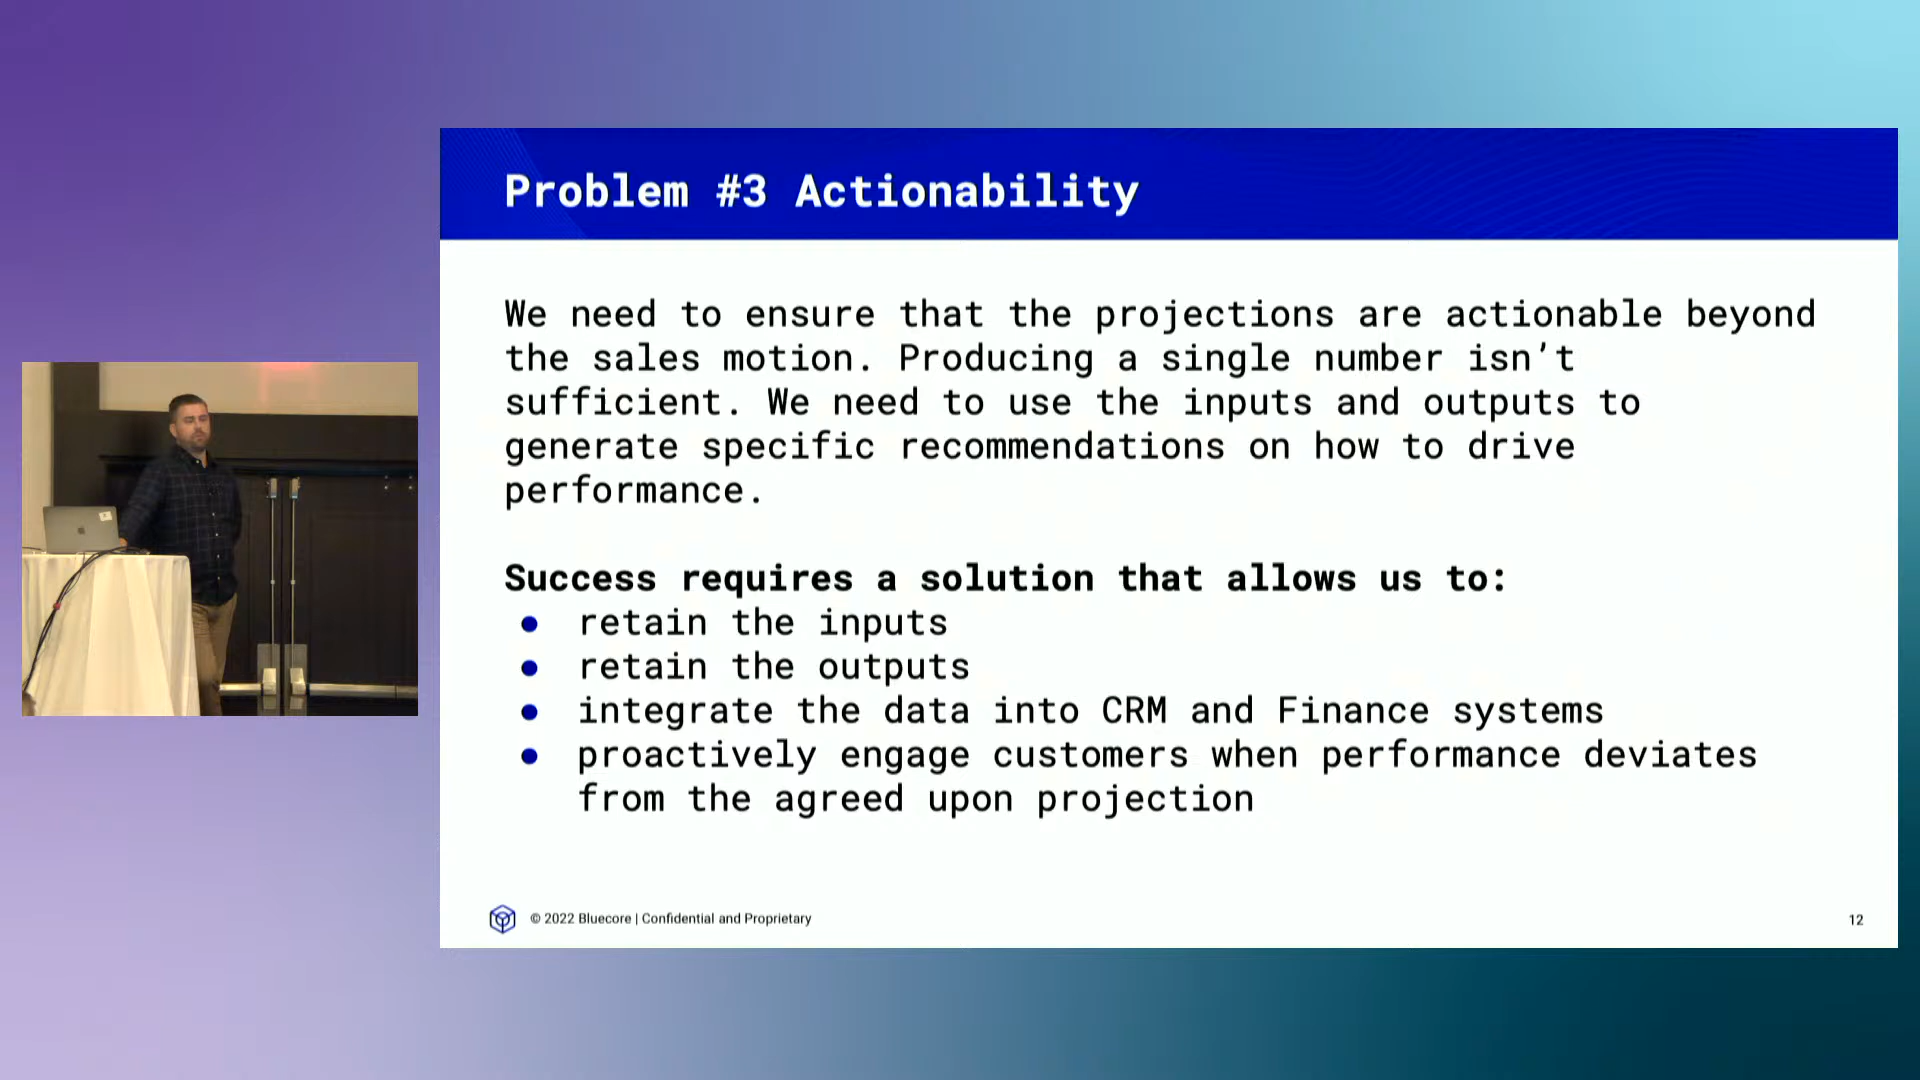 Problem #3 Actionability
We need to ensure that the projections are actionable beyond
the sales motion. Producing a single number isn’t
sufficient. We need to use the inputs and outputs to
generate specific recommendations on how to drive
performance.
Success requires a solution that allows us to:
● retain the inputs
● retain the outputs
● integrate the data into CRM and Finance systems
● proactively engage customers when performance deviates
from the agreed upon projection
© 2022 Bluecore | Confidential and Proprietary
12